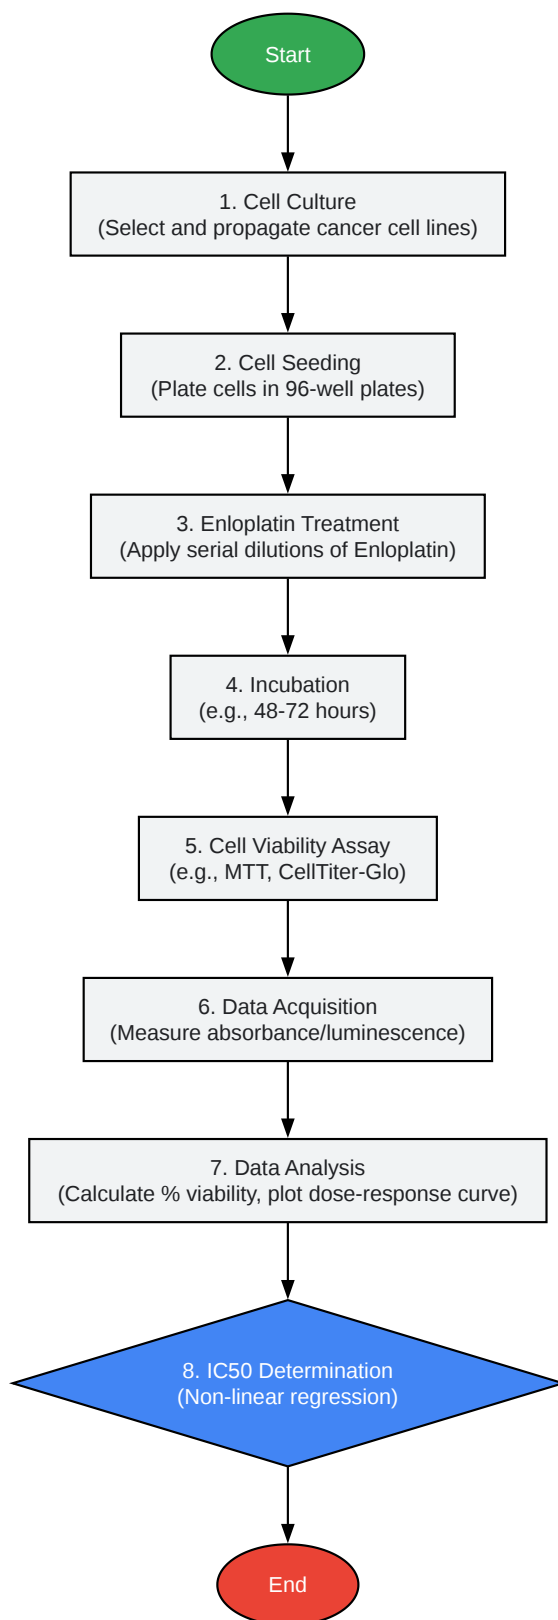 Start
1. Cell Culture
(Select and propagate cancer cell lines)
2. Cell Seeding
(Plate cells in 96-well plates)
3. Enloplatin Treatment
(Apply serial dilutions of Enloplatin)
4. Incubation
(e.g., 48-72 hours)
5. Cell Viability Assay
(e.g., MTT, CellTiter-Glo)
6. Data Acquisition
(Measure absorbance/luminescence)
7. Data Analysis
(Calculate % viability, plot dose-response curve)
8. IC50 Determination
(Non-linear regression)
End